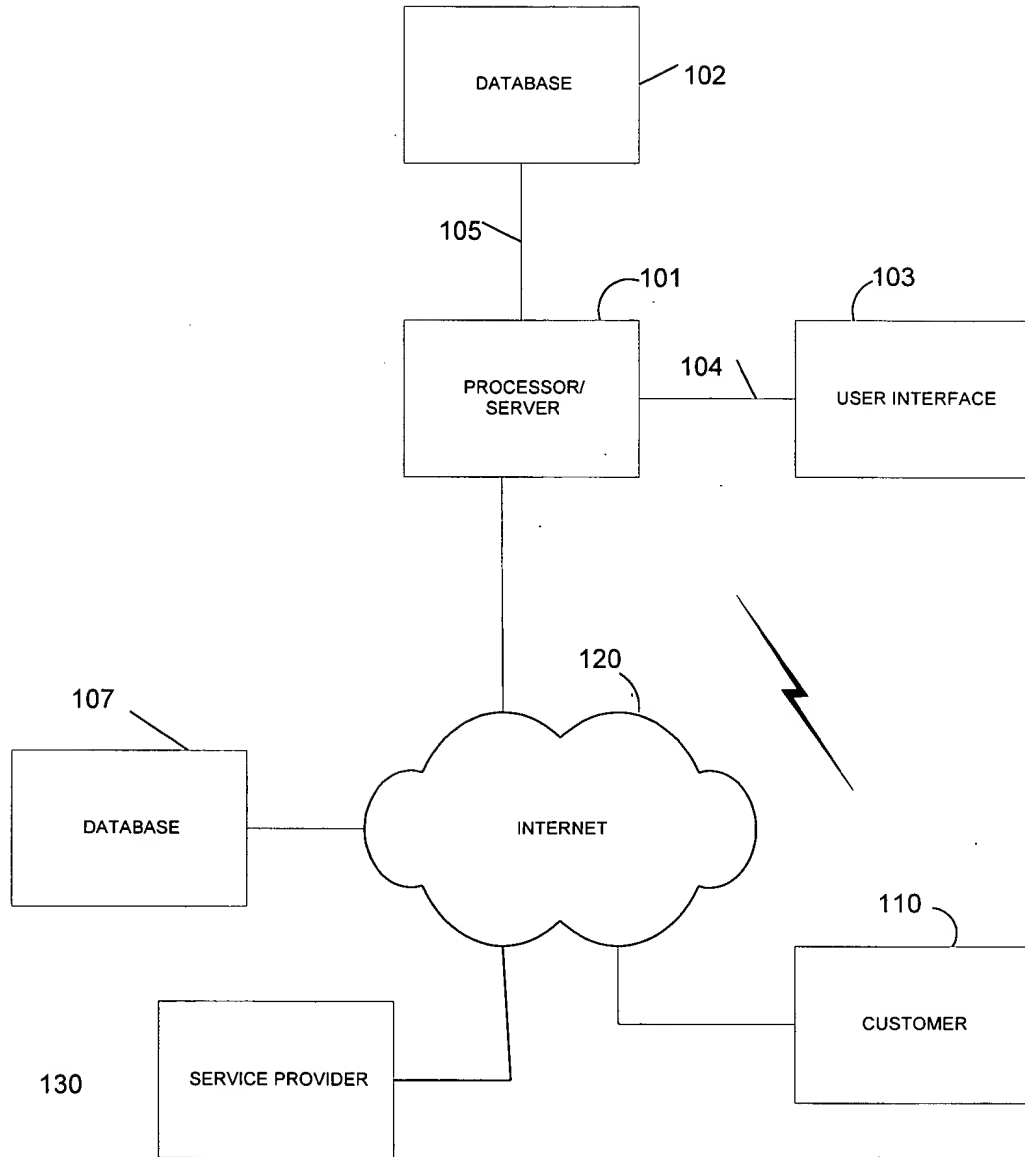 DATABASE
102
105
101
103
PROCESSOR/
SERVER
104
USER INTERFACE
120
107
DATABASE
INTERNET
110
CUSTOMER
130
SERVICE PROVIDER